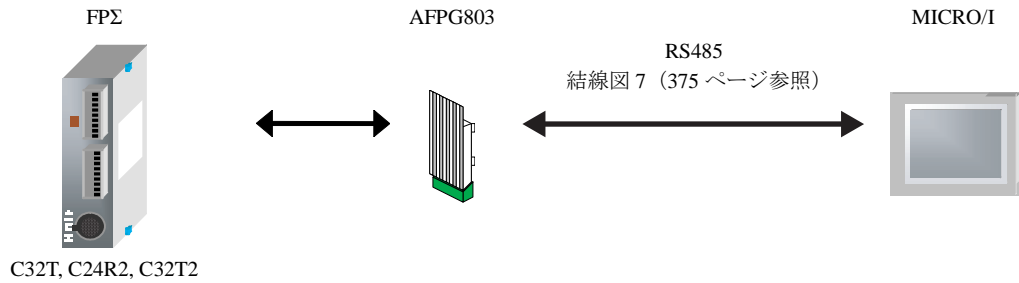 FPΣ
AFPG803
MICRO/I
RS485
結線図 7（375 ページ参照）
C32T, C24R2, C32T2